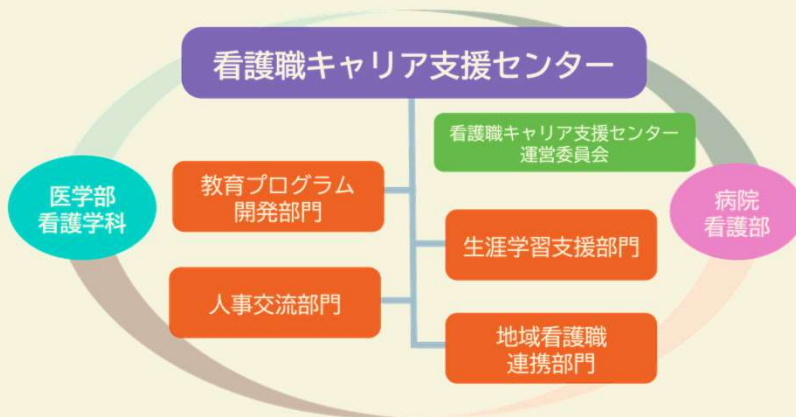 看護職キャリア支援センター
看護職キャリア支援センター
運営委員会
医学部
看護学科
教育プログラム
開発部門
病院
看護部
生涯学習支援部門
人事交流部門
地域看護職
連携部門